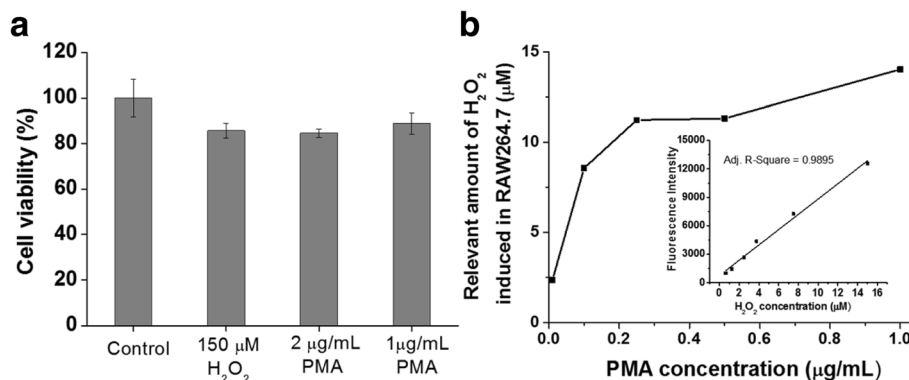 a
Cell viability (%)
120
100
80
60
40
20
0
Control
150 μM
H₂O₂
2 μg/mL
PMA
1μg/mL
PMA
b
Relevant amount of H₂O₂
induced in RAW264.7 (μM)
15
10
5
0
0.0
0.2
0.4
0.6
0.8
1.0
PMA concentration (μg/mL)
Adj. R-Square = 0.9895
Fluorescence Intensity
15000
12000
9000
6000
3000
0
0
2
4
6
8
10
12
14
16
H₂O₂ concentration (μM)